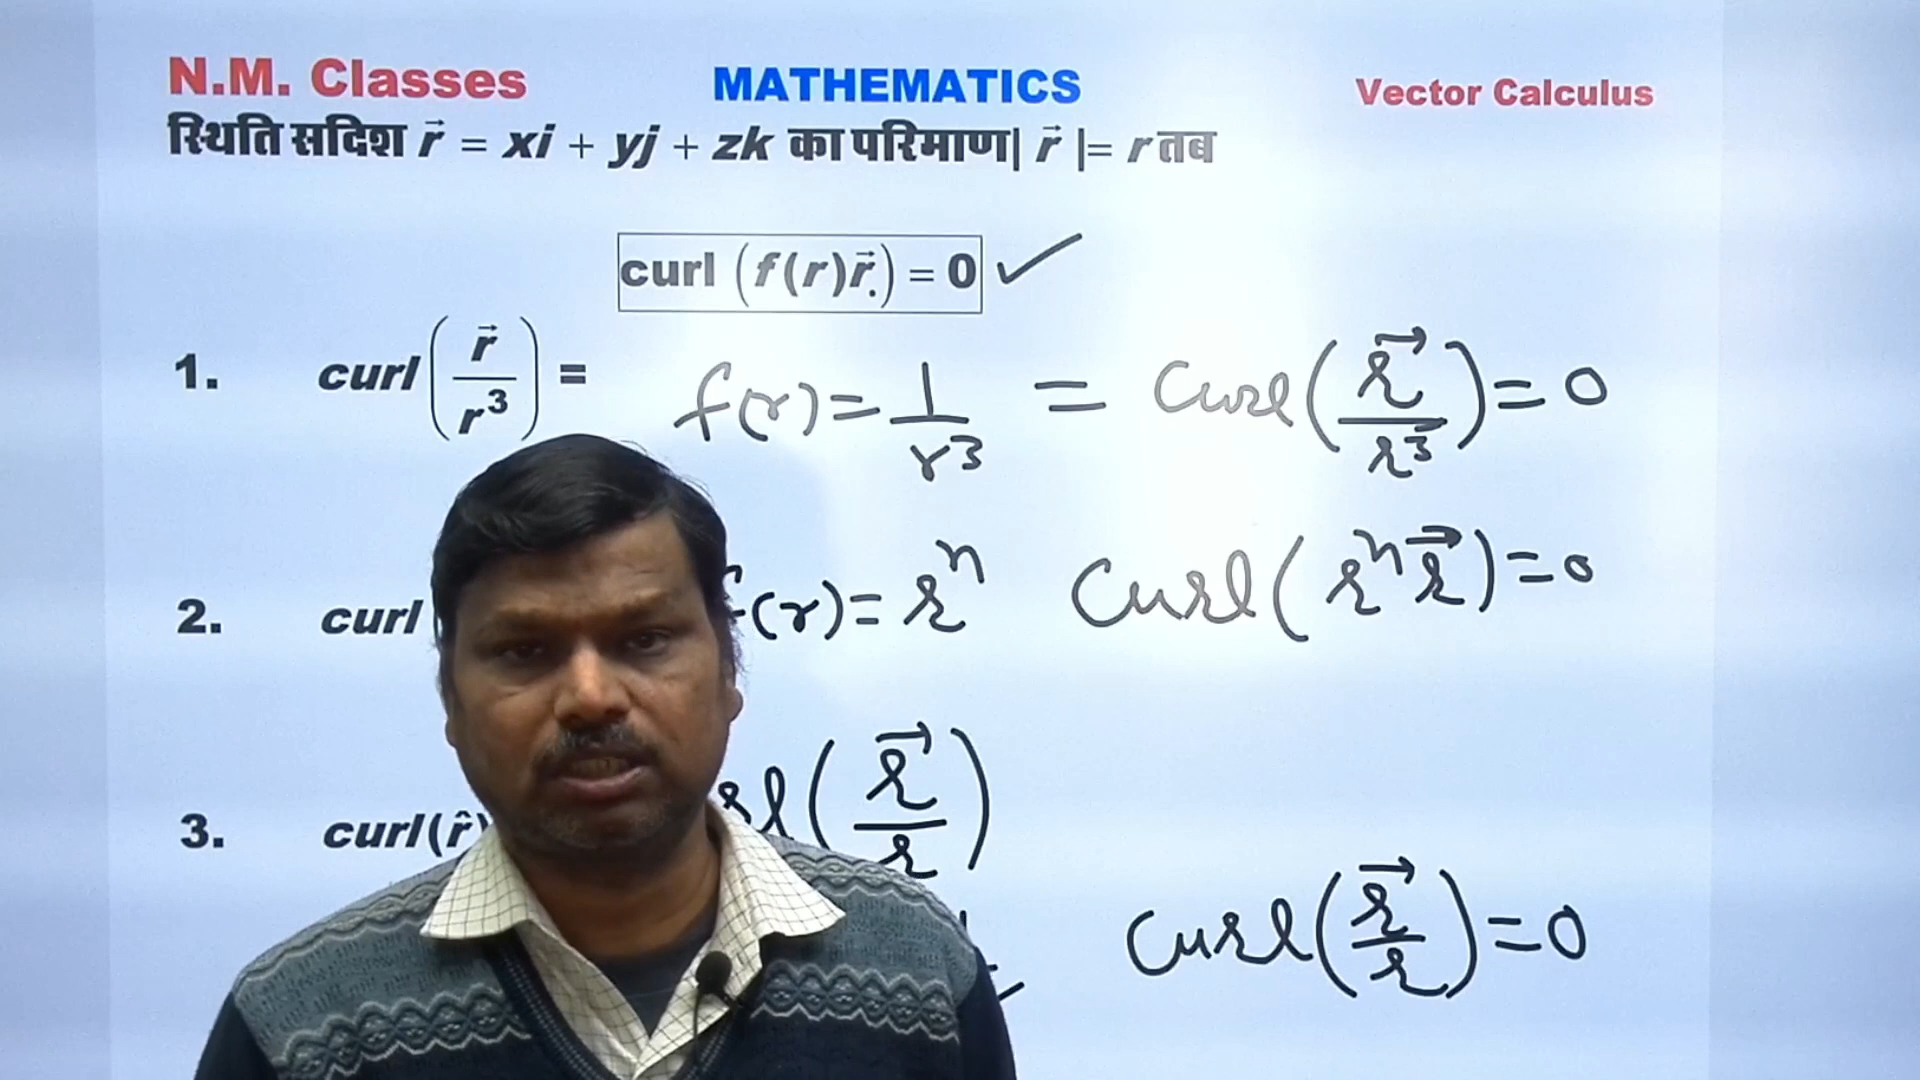 N.M. Classes MATHEMATICS Vector Calculus
स्थिति सदिश r⃗ = xi + yj + zk का परिमाण| r⃗ |= r तब
curl (f(r)r⃗.) = 0 ✓
1. curl(r⃗/r³) = f(r) = 1/r³ = Curl(r⃗/r³) = 0
2. curl (r) = rⁿ Curl(rⁿ r⃗) = 0
3. curl(r̂) (r⃗/r)
Curl(r⃗/r) = 0